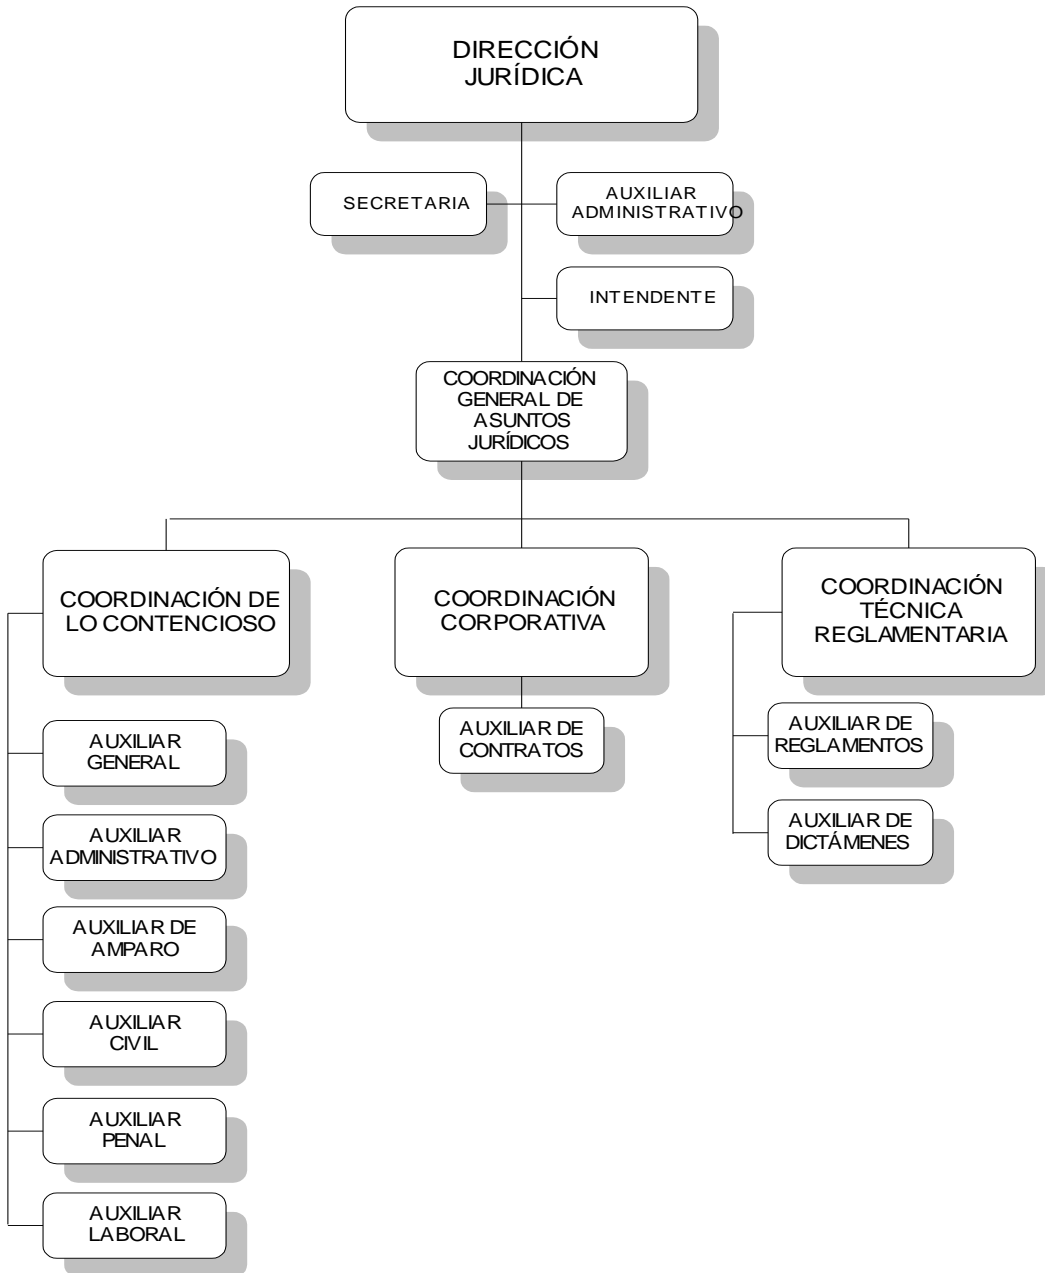 DIRECCIÓN
JURÍDICA
SECRETARIA
AUXILIAR
ADMINISTRATIVO
INTENDENTE
COORDINACIÓN
GENERAL DE
ASUNTOS
JURÍDICOS
COORDINACIÓN DE
LO CONTENCIOSO
COORDINACIÓN
CORPORATIVA
COORDINACIÓN
TÉCNICA
REGLAMENTARIA
AUXILIAR
GENERAL
AUXILIAR
ADMINISTRATIVO
AUXILIAR DE
AMPARO
AUXILIAR
CIVIL
AUXILIAR
PENAL
AUXILIAR
LABORAL
AUXILIAR DE
CONTRATOS
AUXILIAR DE
REGLAMENTOS
AUXILIAR DE
DICTÁMENES